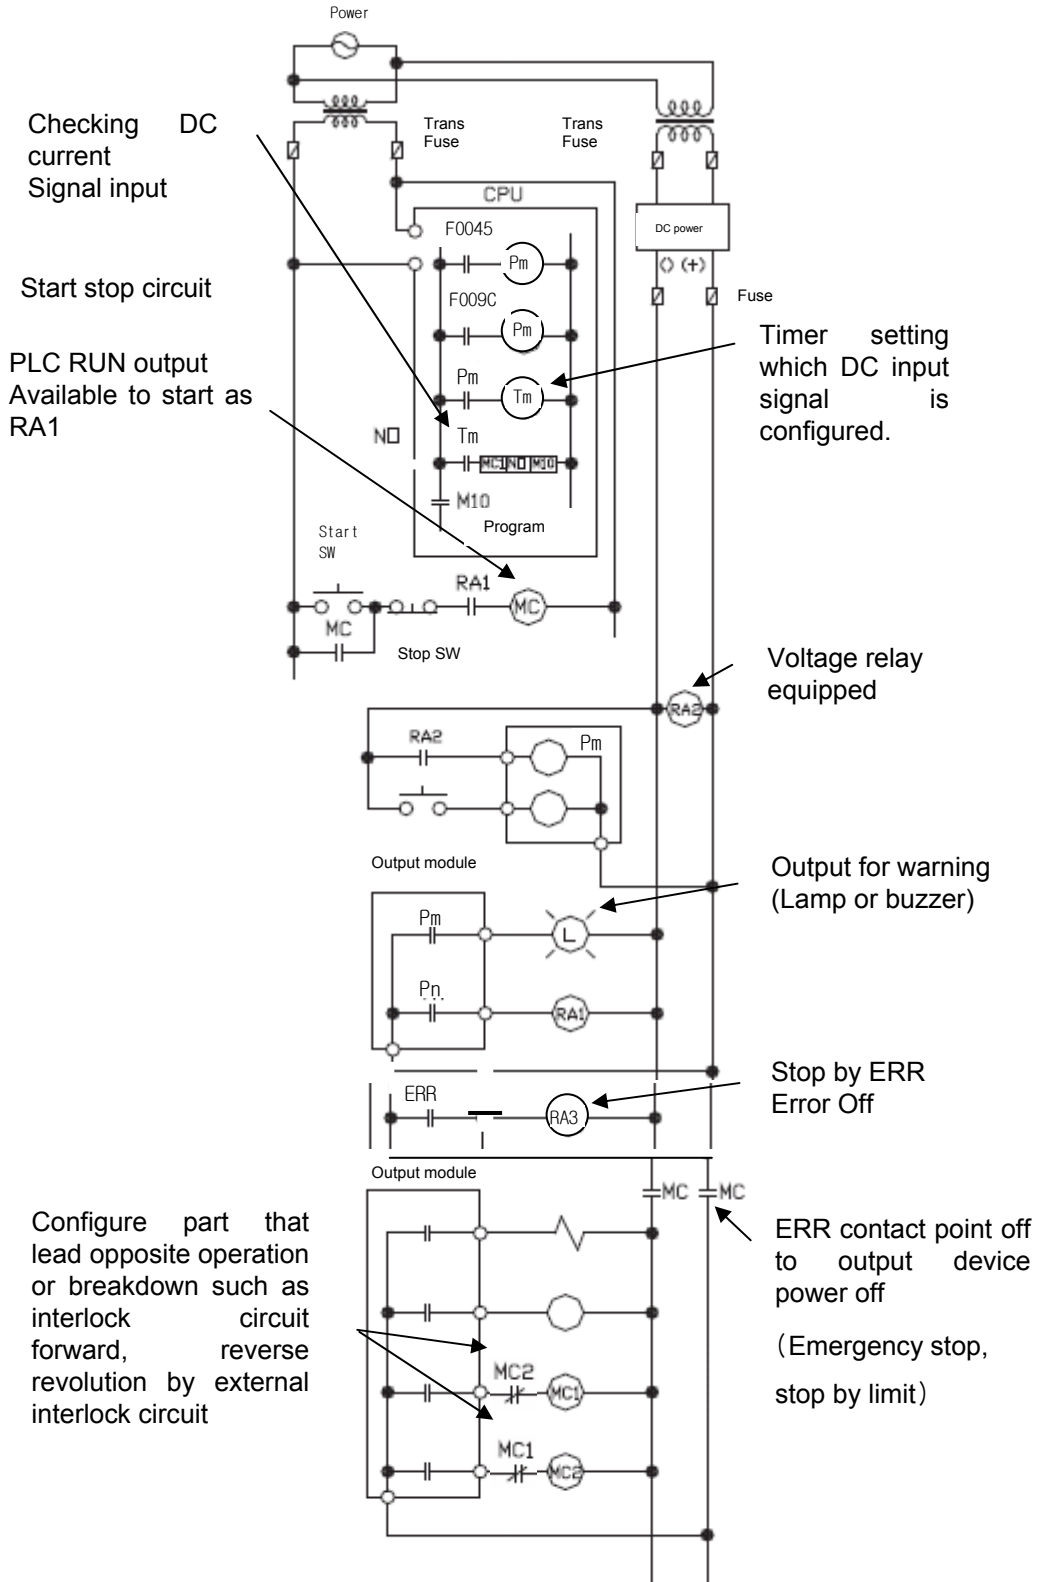 Power
Checking DC
current
Signal input
Trans
Fuse
Trans
Fuse
CPU
DC power
F0045
Pm
() (+)
Start stop circuit
Fuse
F009C
Pm
Timer setting
which DC input
signal is
configured.
PLC RUN output
Available to start as
RA1
Pm
Tm
N□
Tm
MC1 N□ M10
M10
Program
Start
SW
RA1
MC
MC
Stop SW
Voltage relay
equipped
RA2
RA2
Pm
Output module
Output for warning
(Lamp or buzzer)
Pm
L
Pn
RA1
Stop by ERR
Error Off
ERR
RA3
Output module
MC
MC
Configure part that
lead opposite operation
or breakdown such as
interlock circuit
forward, reverse
revolution by external
interlock circuit
ERR contact point off
to output device
power off
(Emergency stop,
stop by limit)
MC2
MC1
MC1
MC2